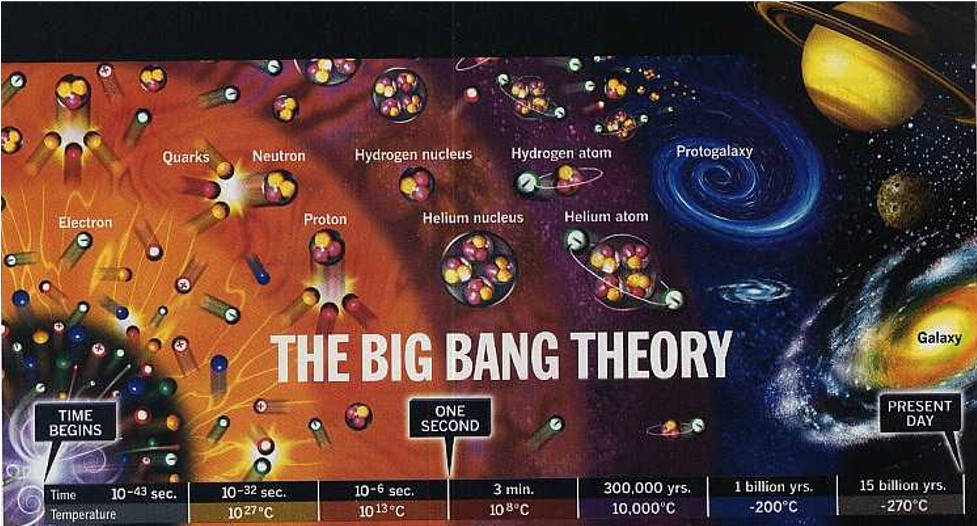 Quarks
Neutron
Hydrogen nucleus
Hydrogen atom
Protogalaxy
Electron
Proton
Helium nucleus
Helium atom
Galaxy
THE BIG BANG THEORY
TIME
BEGINS
ONE
SECOND
PRESENT
DAY
Time 10⁻⁴³ sec. 10⁻³² sec. 10⁻⁶ sec. 3 min. 300,000 yrs. 1 billion yrs. 15 billion yrs.
Temperature 10²⁷°C 10¹³°C 10⁸°C 10,000°C -200°C -270°C